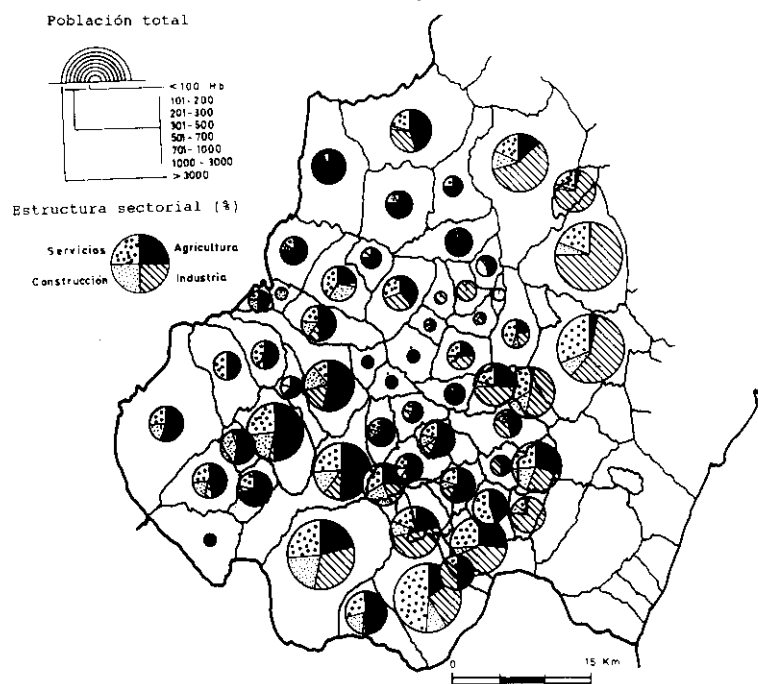 Población total
<100 Hb
101-200
201-300
301-500
501-700
701-1000
1000-3000
>3000
Estructura sectorial (%)
Servicios
Agricultura
Construcción
Industria
0
15 Km